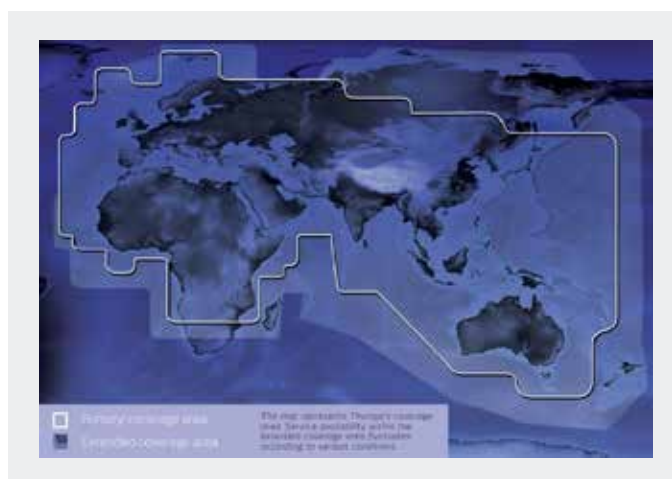 Primary coverage area
Extended coverage area
The map represents Thuraya's coverage
area. Service availability within the
extended coverage area fluctuates
according to various conditions.